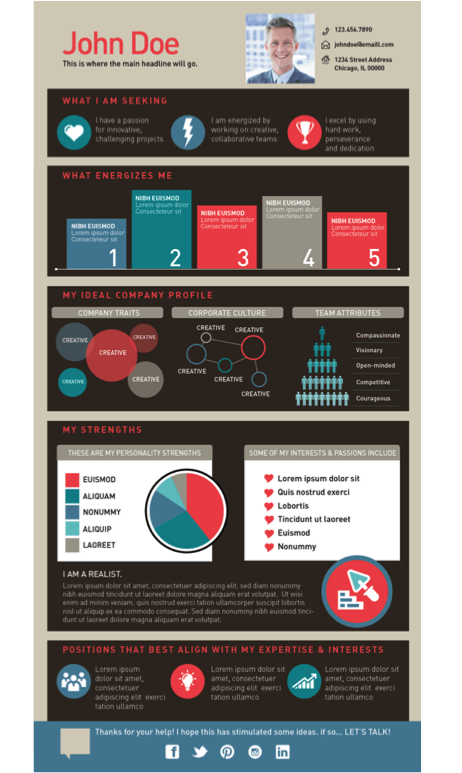 John Doe
This is where the main headline will go.
123.456.7890
johndoe@emaill.com
1234 Street Address
Chicago, IL 00000
WHAT I AM SEEKING
I have a passion
for innovative,
challenging projects
I am energized by
working on creative,
collaborative teams
I excel by using
hard work,
perseverance
and dedication
WHAT ENERGIZES ME
NIBH EUISMOD
Lorem ipsum dolor
Consecteteur sit
1
NIBH EUISMOD
Lorem ipsum dolor
Consecteteur sit
2
NIBH EUISMOD
Lorem ipsum dolor
Consecteteur sit
3
NIBH EUISMOD
Lorem ipsum dolor
Consecteteur sit
4
NIBH EUISMOD
Lorem ipsum dolor
Consecteteur sit
5
MY IDEAL COMPANY PROFILE
COMPANY TRAITS
CREATIVE
CREATIVE
CREATIVE
CREATIVE
CREATIVE
CORPORATE CULTURE
CREATIVE
CREATIVE
CREATIVE
CREATIVE
CREATIVE
TEAM ATTRIBUTES
Compassionate
Visionary
Open-minded
Competitive
Courageous
MY STRENGTHS
THESE ARE MY PERSONALITY STRENGTHS
EUISMOD
ALIQUAM
NONUMMY
ALIQUIP
LAOREET
SOME OF MY INTERESTS & PASSIONS INCLUDE
Lorem ipsum dolor sit
Quis nostrud exerci
Lobortis
Tincidunt ut laoreet
Euismod
Nonummy
I AM A REALIST.
Lorem ipsum dolor sit amet, consectetuer adipiscing elit, sed diam nonummy
nibh euismod tincidunt ut laoreet dolore magna aliquam erat volutpat. Ut wisi
enim ad minim veniam, quis nostrud exerci tation ullamcorper suscipit lobortis
nisl ut aliquip ex ea commodo consequat. Lorem ipsum dolor sit amet,
consectetuer adipiscing elit, sed diam nonummy nibh euismod tinci-
dunt ut laoreet dolore magna aliquam erat volutpat.
POSITIONS THAT BEST ALIGN WITH MY EXPERTISE & INTERESTS
Lorem ipsum
dolor sit amet,
consectetuer
adipiscing elit exerci
tation ullamco
Lorem ipsum
dolor sit amet,
consectetuer
adipiscing elit exerci
tation ullamco
Lorem ipsum
dolor sit amet,
consectetuer
adipiscing elit exerci
tation ullamco
Thanks for your help! I hope this has stimulated some ideas. if so... LET'S TALK!